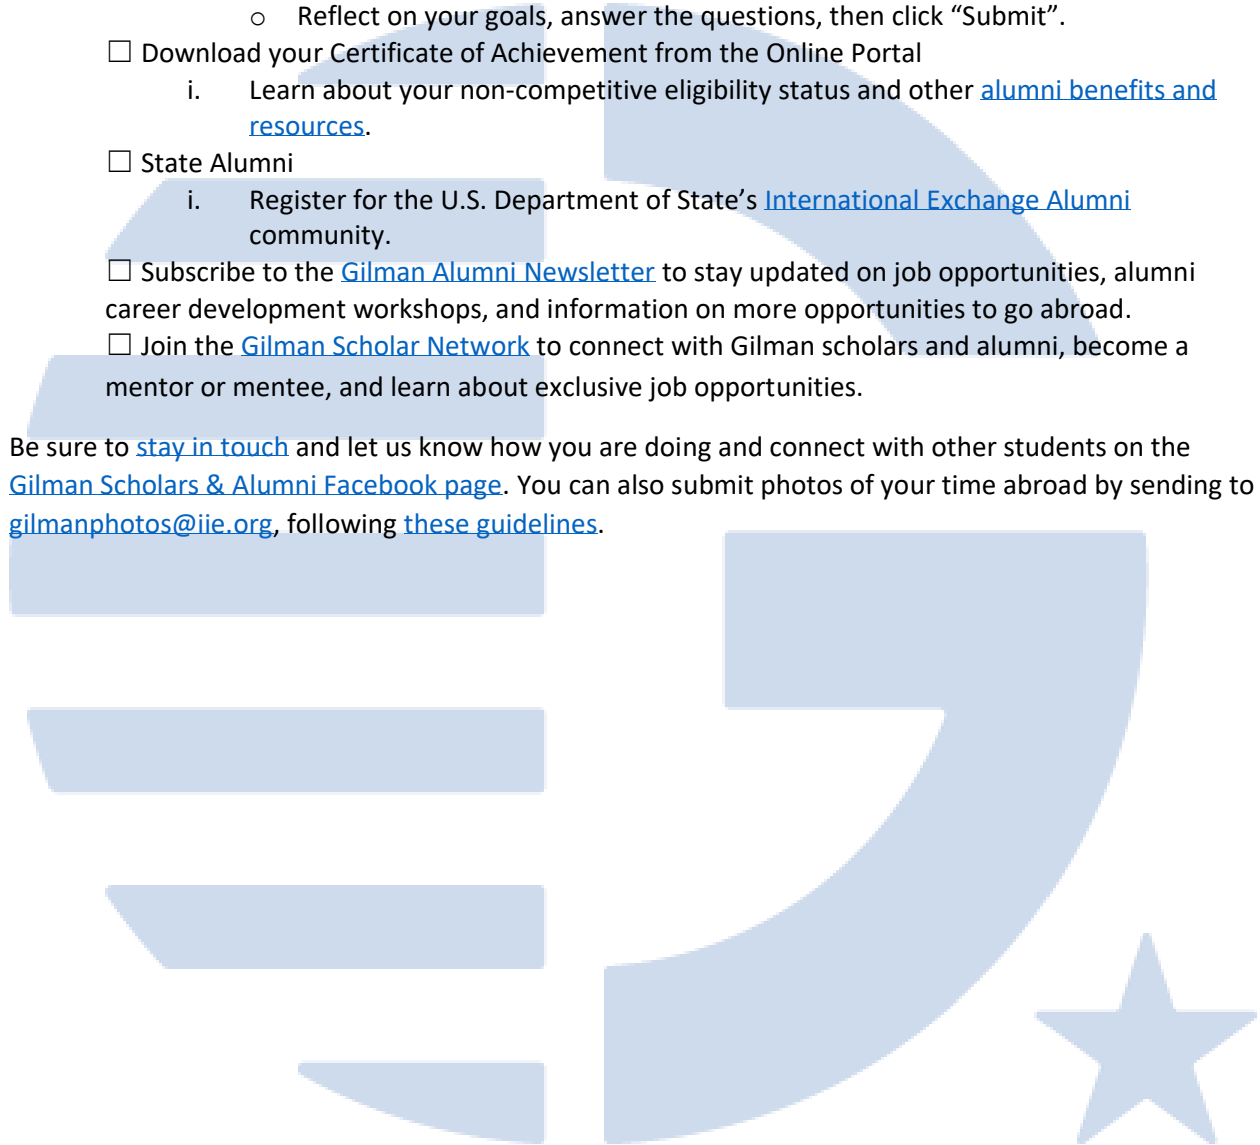 o Reflect on your goals, answer the questions, then click “Submit”.
☐ Download your Certificate of Achievement from the Online Portal
i. Learn about your non-competitive eligibility status and other alumni benefits and
resources.
☐ State Alumni
i. Register for the U.S. Department of State’s International Exchange Alumni
community.
☐ Subscribe to the Gilman Alumni Newsletter to stay updated on job opportunities, alumni
career development workshops, and information on more opportunities to go abroad.
☐ Join the Gilman Scholar Network to connect with Gilman scholars and alumni, become a
mentor or mentee, and learn about exclusive job opportunities.
Be sure to stay in touch and let us know how you are doing and connect with other students on the
Gilman Scholars & Alumni Facebook page. You can also submit photos of your time abroad by sending to
gilmanphotos@iie.org, following these guidelines.